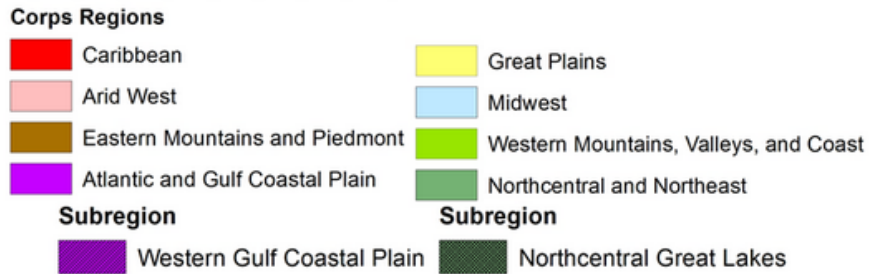 Corps Regions
Caribbean
Arid West
Eastern Mountains and Piedmont
Atlantic and Gulf Coastal Plain
Great Plains
Midwest
Western Mountains, Valleys, and Coast
Northcentral and Northeast
Subregion
Western Gulf Coastal Plain
Subregion
Northcentral Great Lakes